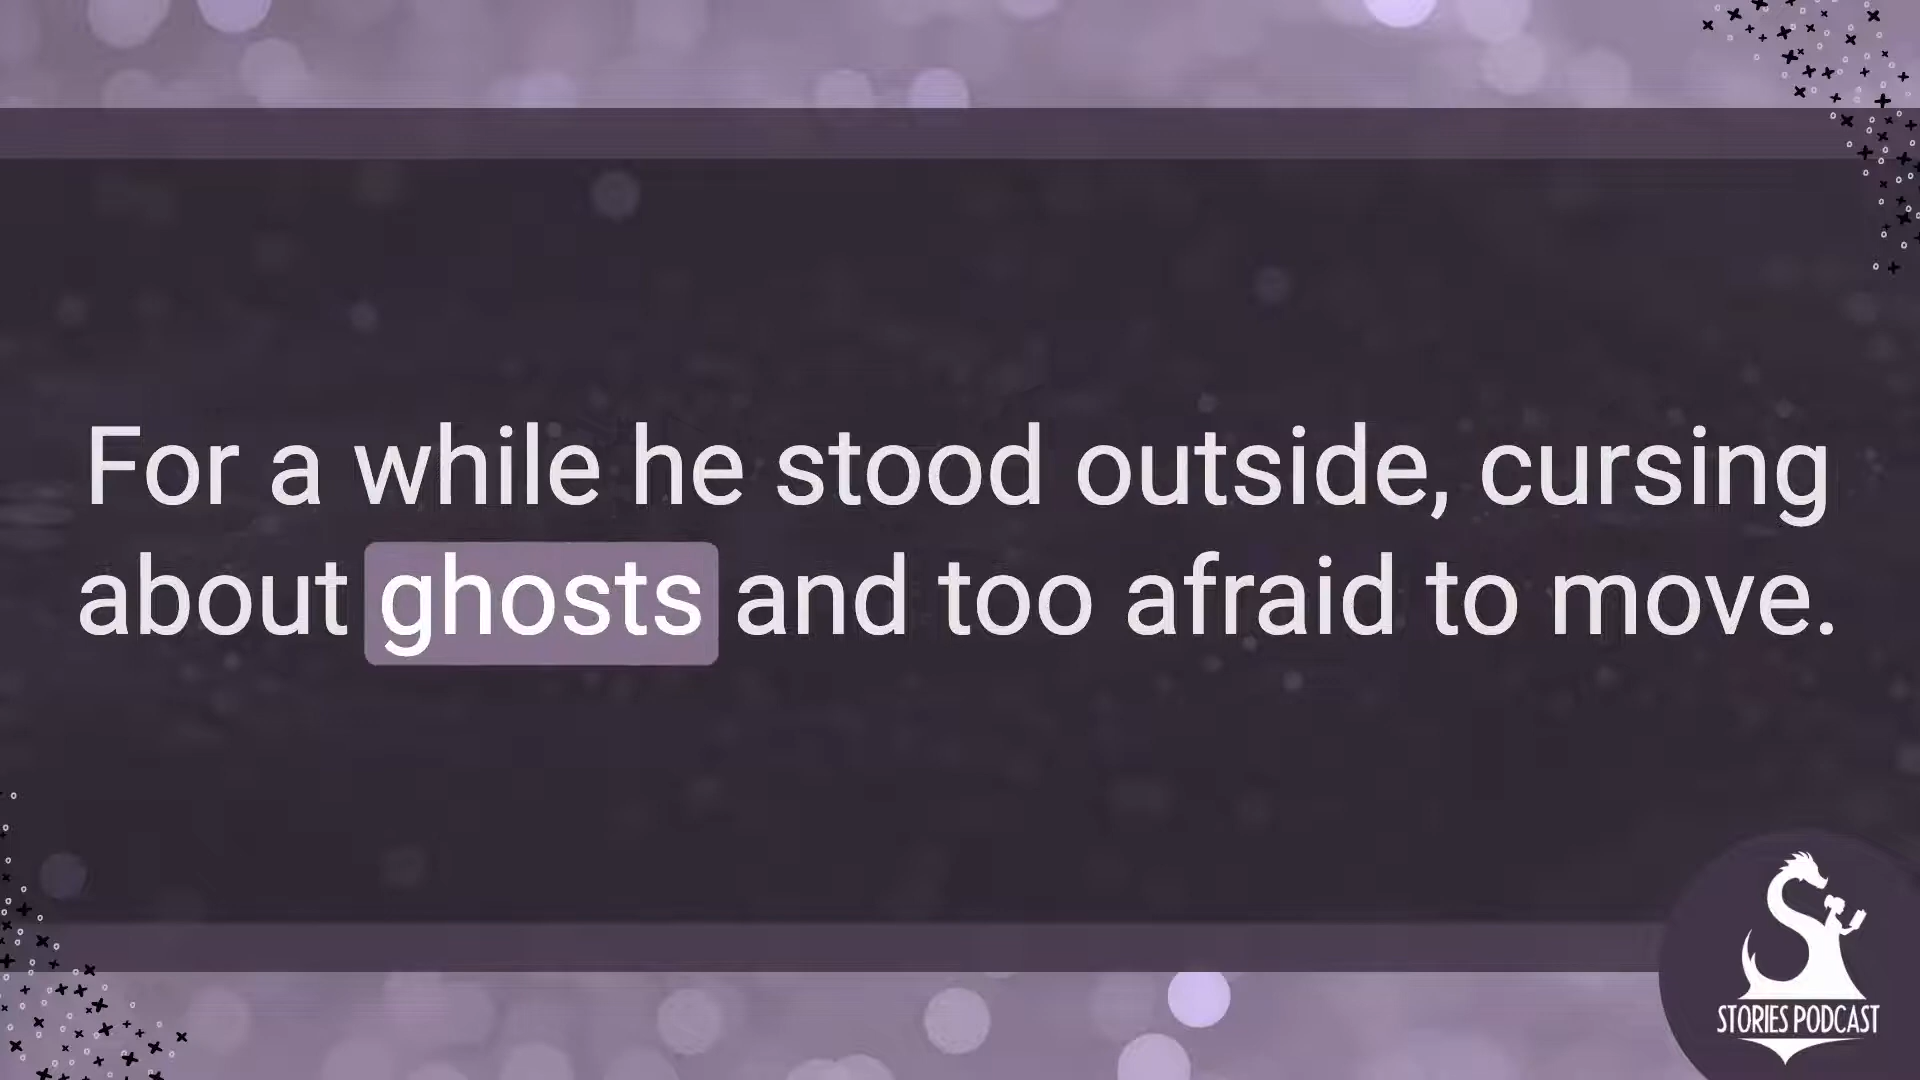 For a while he stood outside, cursing
about ghosts and too afraid to move.
STORIES PODCAST